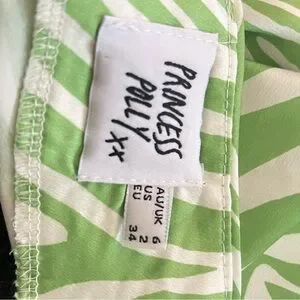 PRINCESS
POLLY xx
AU/UK 6
US 2
EU 34